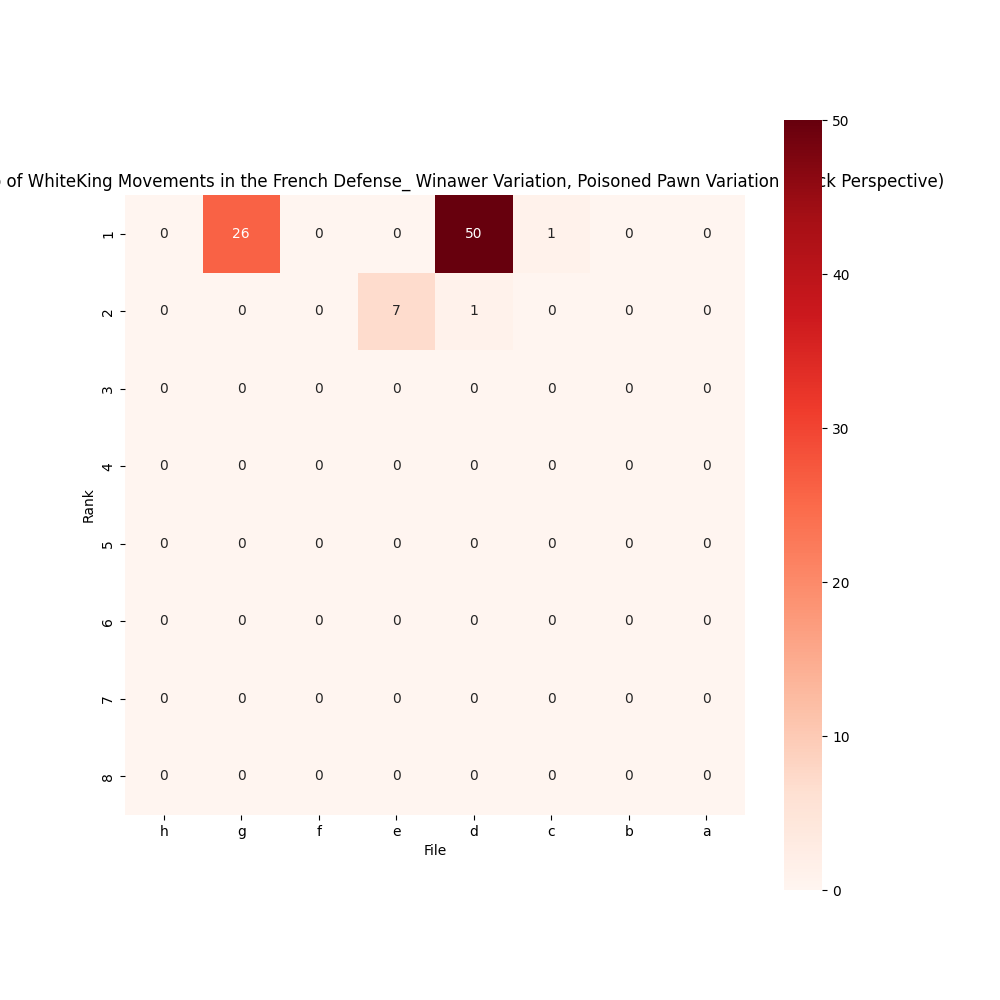 of WhiteKing Movements in the French Defense_ Winawer Variation, Poisoned Pawn Variation ck Perspective)
1 0 26 0 0 50 1 0 0
2 0 0 0 7 1 0 0 0
3 0 0 0 0 0 0 0 0
4 0 0 0 0 0 0 0 0
5 0 0 0 0 0 0 0 0
6 0 0 0 0 0 0 0 0
7 0 0 0 0 0 0 0 0
8 0 0 0 0 0 0 0 0
h g f e d c b a
File
Rank
50
40
30
20
10
0